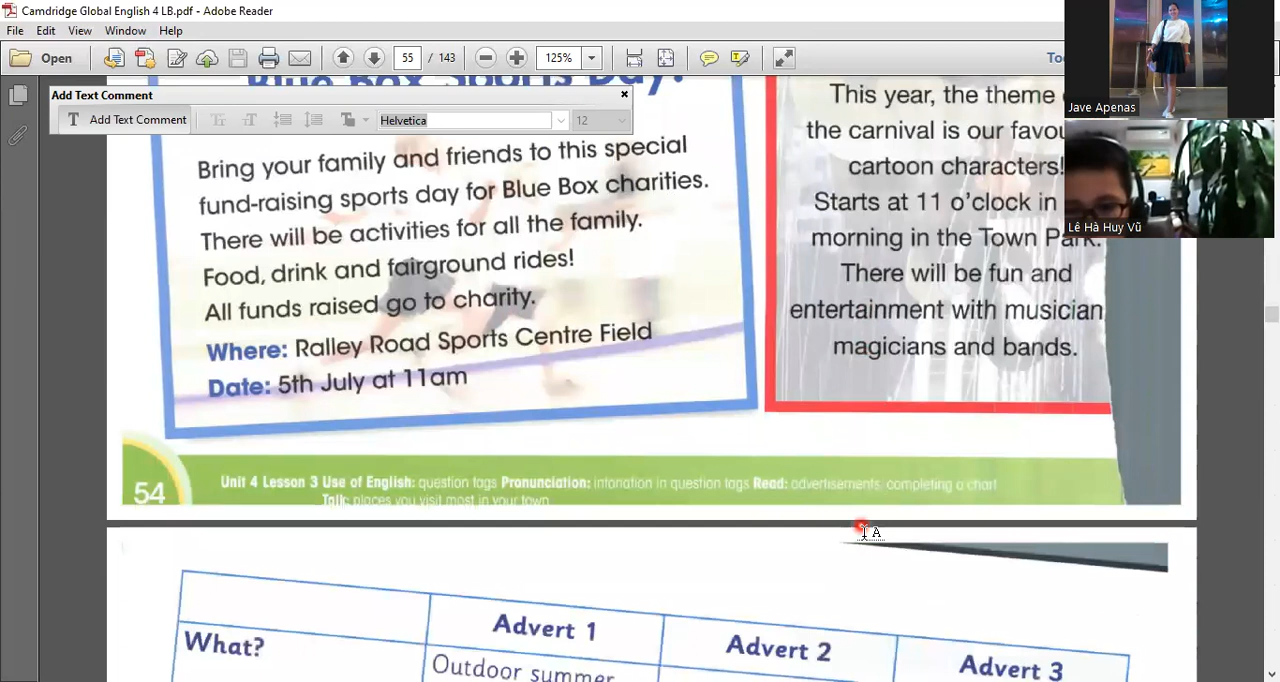 Camdridge Global English 4 LB.pdf - Adobe Reader
File Edit View Window Help
Open 55 / 143 125%
Add Text Comment
T Add Text Comment Helvetica 12
Blue Box Sports Day!
Bring your family and friends to this special
fund-raising sports day for Blue Box charities.
There will be activities for all the family.
Food, drink and fairground rides!
All funds raised go to charity.
Where: Ralley Road Sports Centre Field
Date: 5th July at 11am
This year, the theme
the carnival is our favou
cartoon characters!
Starts at 11 o'clock in
morning in the Town Park.
There will be fun and
entertainment with musician
magicians and bands.
Jave Apenas
Lê Hà Huy Vũ
54
Unit 4 Lesson 3 Use of English: question tags Pronunciation: intonation in question tags Read: advertisements, completing a chart
Talk: places you visit most in your town
A
Advert 1 Advert 2 Advert 3
What? Outdoor summer